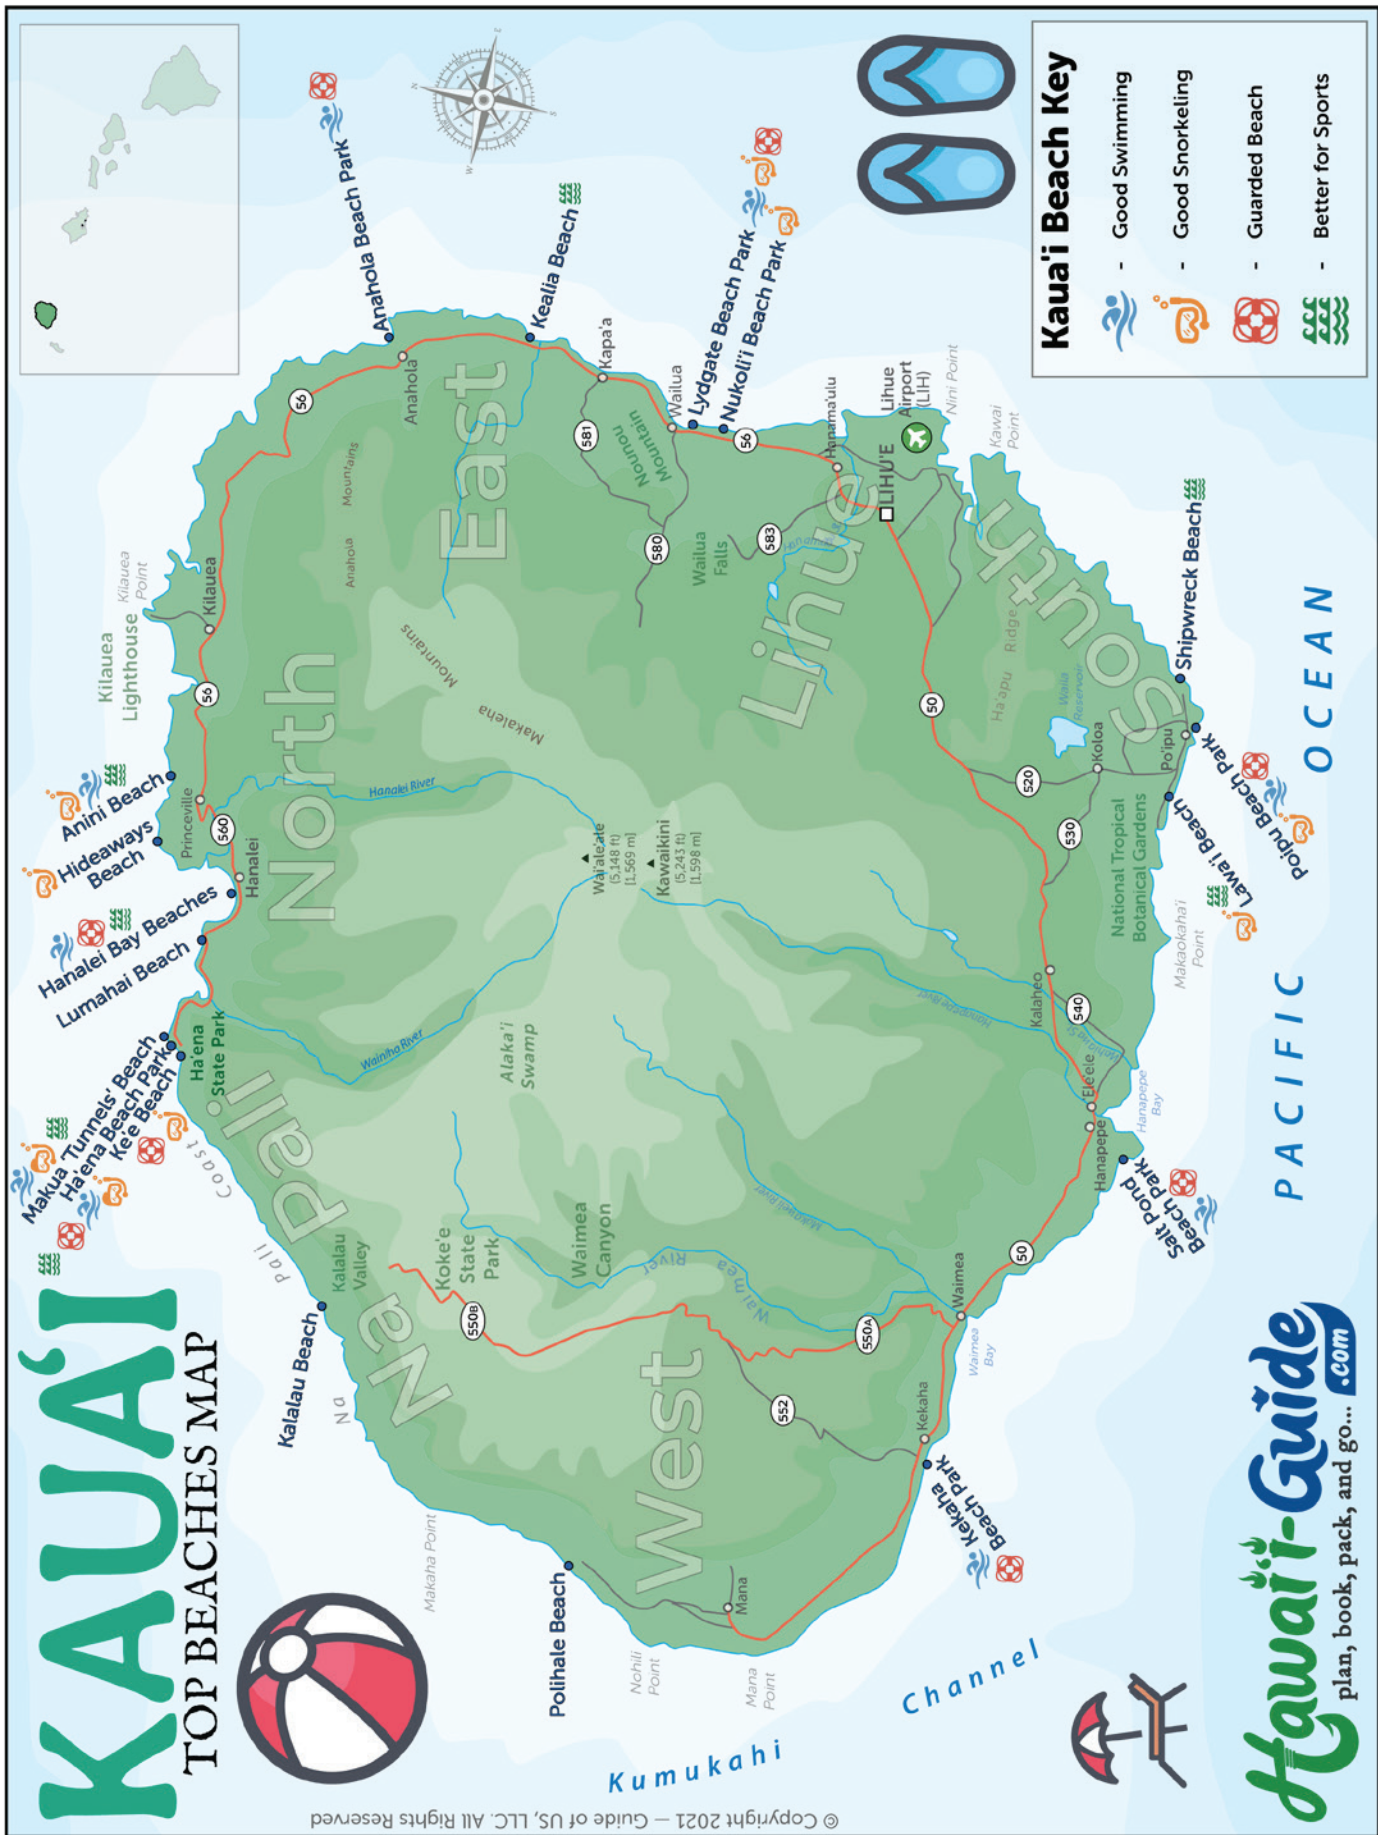 KAUA‘I
TOP BEACHES MAP
Makua 'Tunnels' Beach
Ha'ena Beach Park
Ke'e Beach
Lumahai Beach
Hanalei Bay Beaches
Hideaways
Beach
Anini Beach
Kilauea
Lighthouse
Kilauea
Point
Kilauea
Princeville
Hanalei
Ha'ena
State Park
56
560
56
Anahola Beach Park
Anahola
Kealia Beach
Kapa'a
Wailua
Lydgate Beach Park
Nukoli'i Beach Park
N
E
S
W
Kalalau Beach
Na Pali Coast
Na Pali
Kalalau
Valley
North
East
Anahola Mountains
Makaleha Mountains
Hanalei River
Wainiha River
Koke'e
State
Park
550B
Alaka'i
Swamp
Waimea
Canyon
Wai'ale'ale
(5,148 ft)
[1,569 m]
Kawaikini
(5,243 ft)
[1,598 m]
581
Nounou
Mountain
580
Wailua
Falls
583
56
Hanama'ulu
Makaha Point
Polihale Beach
Nohili
Point
Mana
Point
Mana
West
552
550A
Waimea River
Makaweli River
Hanapepe River
Lihue
LIHU'E
Lihue
Airport
(LIH)
Nini Point
Kawai
Point
South
Ha'apu Ridge
Waita
Reservoir
50
520
530
Koloa
Po'ipu
National Tropical
Botanical Gardens
Kalaheo
540
Ele'ele
Hanapepe
Hanapepe
Bay
50
Waimea
Waimea
Bay
Kekaha
Kekaha
Beach Park
Salt Pond
Beach Park
Makaokaha'i
Point
Lawa'i Beach
Poipu Beach Park
Shipwreck Beach
Kumukahi Channel
PACIFIC OCEAN
Kaua'i Beach Key
- Good Swimming
- Good Snorkeling
- Guarded Beach
- Better for Sports
Hawai'i-Guide
.com
plan, book, pack, and go...
© Copyright 2021 — Guide of US, LLC. All Rights Reserved